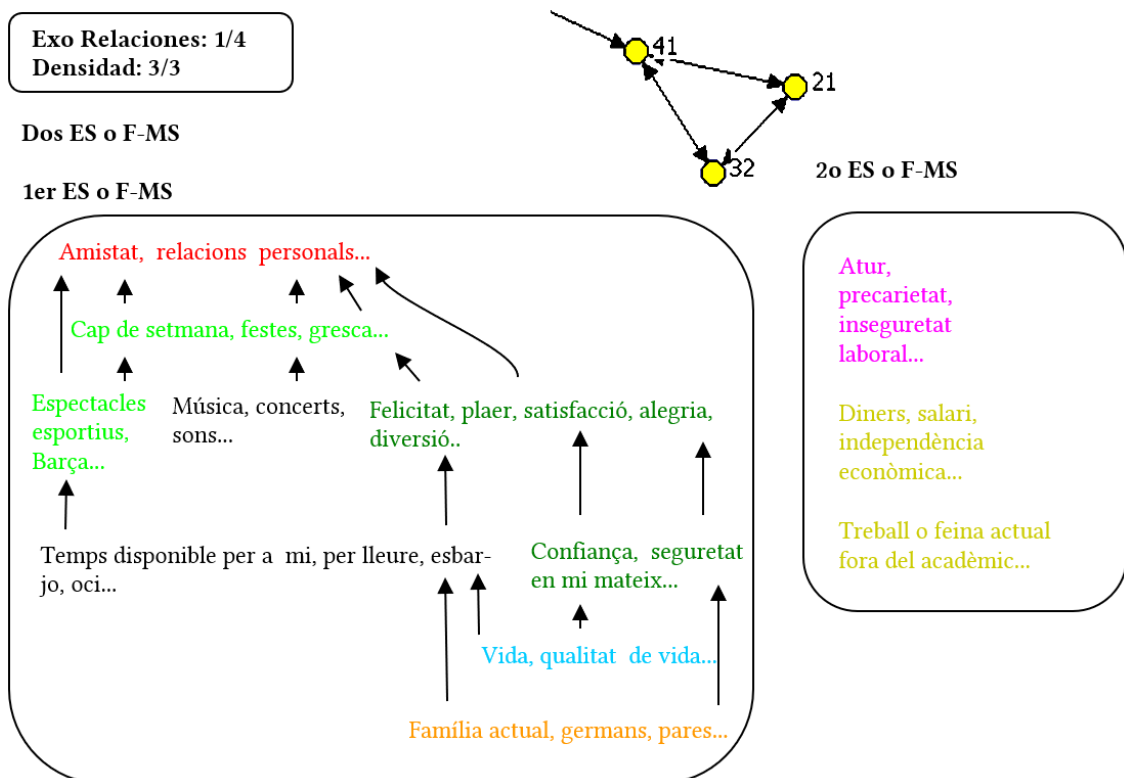 Exo Relaciones: 1/4
Densidad: 3/3
41
21
32
Dos ES o F-MS
1er ES o F-MS
2o ES o F-MS
Amistat, relacions personals...
Cap de setmana, festes, gresca...
Espectacles
esportius,
Barça...
Música, concerts,
sons...
Felicitat, plaer, satisfacció, alegria,
diversió..
Temps disponible per a mi, per lleure, esbar-
jo, oci...
Confiança, seguretat
en mi mateix...
Vida, qualitat de vida...
Família actual, germans, pares...
Atur,
precarietat,
inseguretat
laboral...
Diners, salari,
independència
econòmica...
Treball o feina actual
fora del acadèmic...